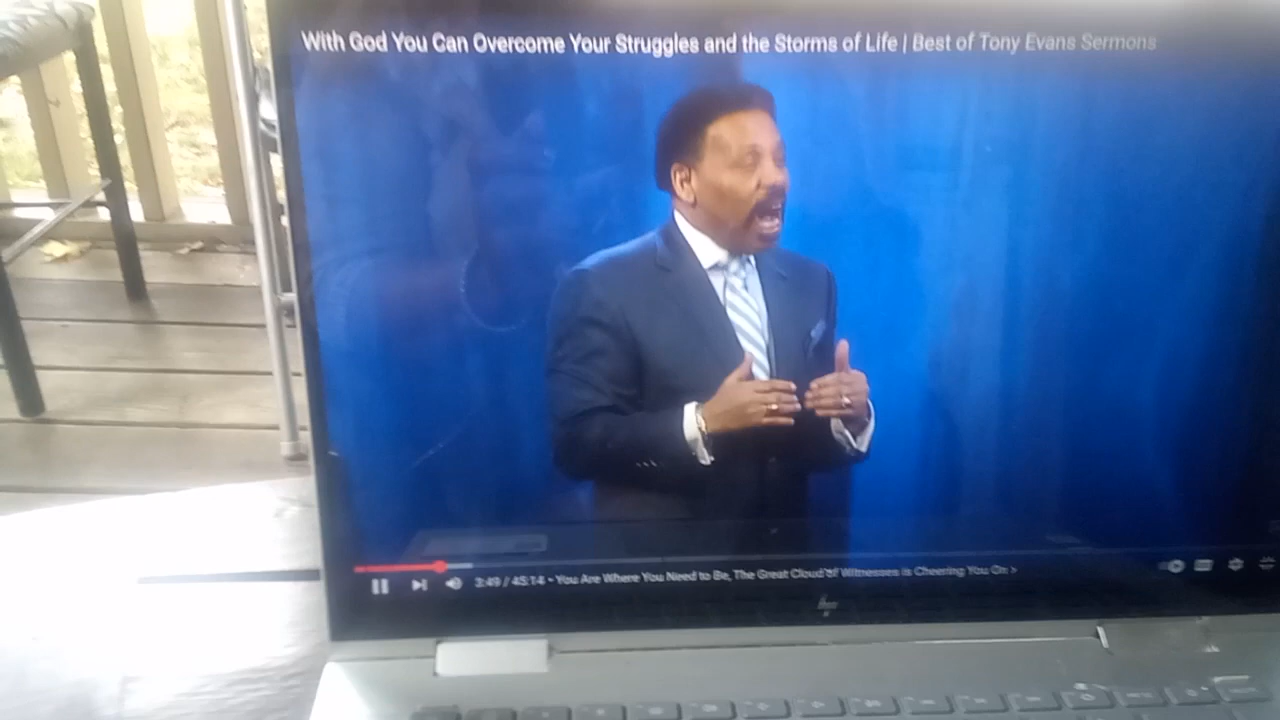 With God You Can Overcome Your Struggles and the Storms of Life | Best of Tony Evans Sermons
3:49 / 45:14 • You Are Where You Need to Be, The Great Cloud of Witnesses is Cheering You On >
hp